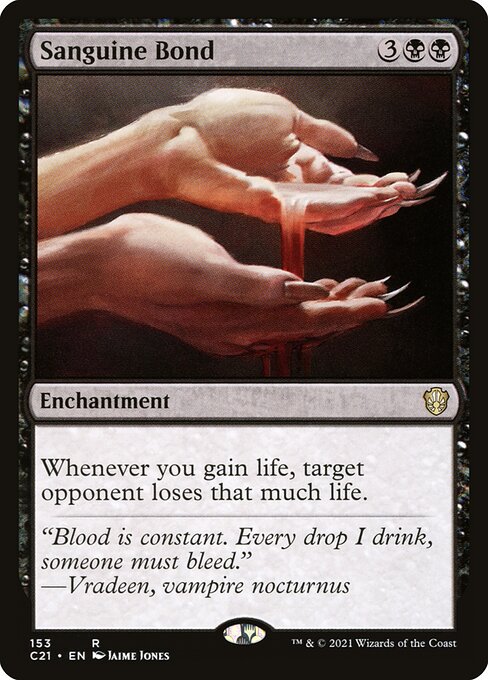 Sanguine Bond 3
Enchantment
Whenever you gain life, target
opponent loses that much life.
“Blood is constant. Every drop I drink,
someone must bleed.”
—Vradeen, vampire nocturnus
153 R
C21 • EN Jaime Jones
™ & © 2021 Wizards of the Coast